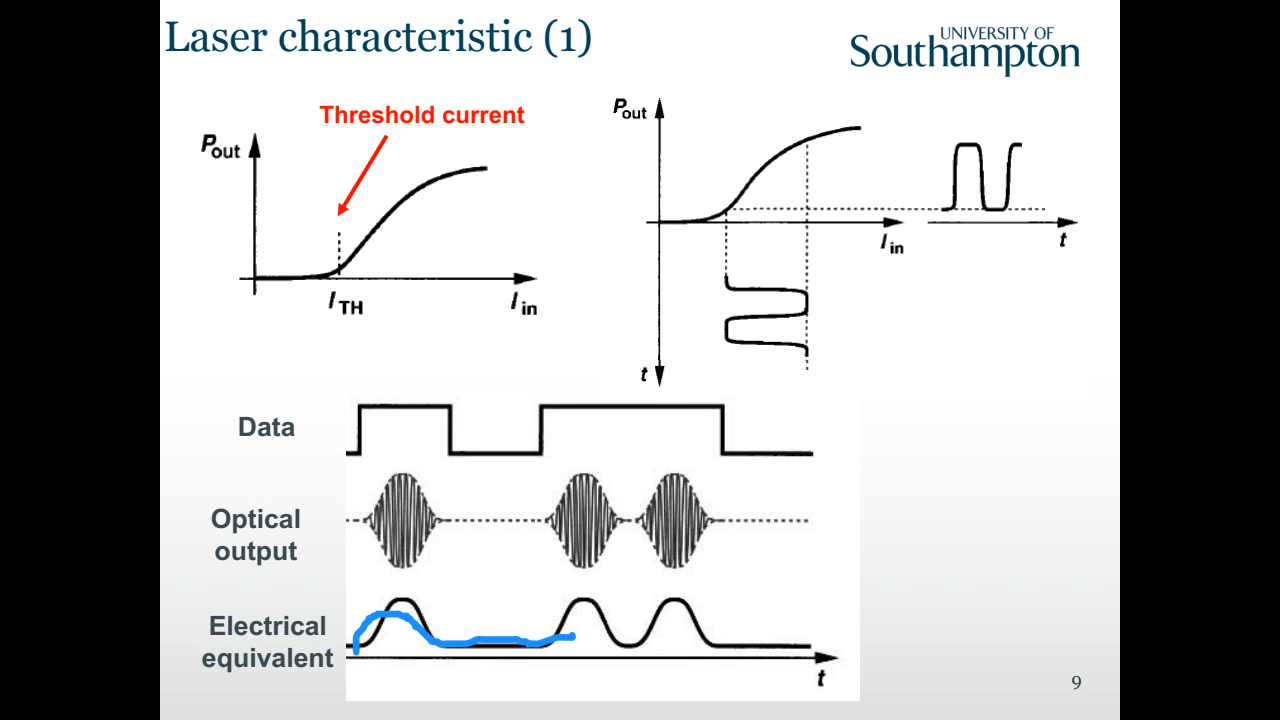 Laser characteristic (1)
UNIVERSITY OF
Southampton
Threshold current
Pout
ITH
Iin
Pout
Iin
t
t
Data
Optical
output
Electrical
equivalent
t
9